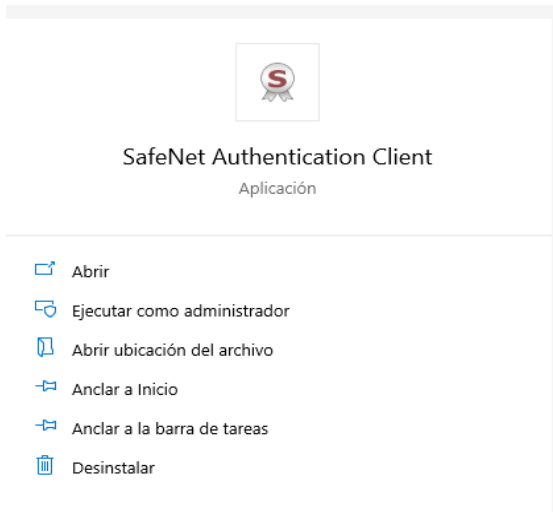 S
SafeNet Authentication Client
Aplicación
Abrir
Ejecutar como administrador
Abrir ubicación del archivo
Anclar a Inicio
Anclar a la barra de tareas
Desinstalar